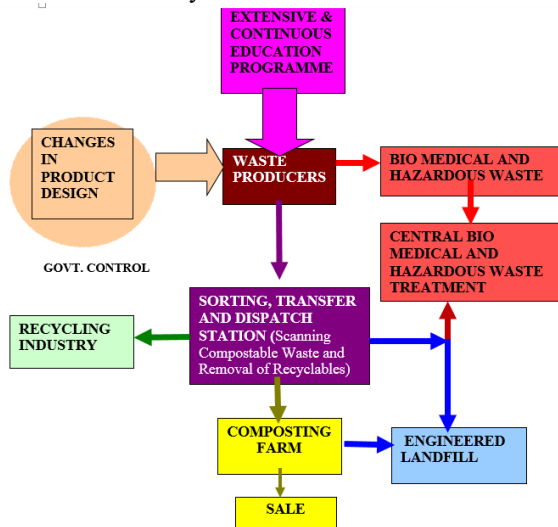 EXTENSIVE &
CONTINUOUS
EDUCATION
PROGRAMME
CHANGES
IN
PRODUCT
DESIGN
WASTE
PRODUCERS
BIO MEDICAL AND
HAZARDOUS WASTE
CENTRAL BIO
MEDICAL AND
HAZARDOUS WASTE
TREATMENT
GOVT. CONTROL
SORTING, TRANSFER
AND DISPATCH
STATION (Scanning
Compostable Waste and
Removal of Recyclables)
RECYCLING
INDUSTRY
COMPOSTING
FARM
ENGINEERED
LANDFILL
SALE